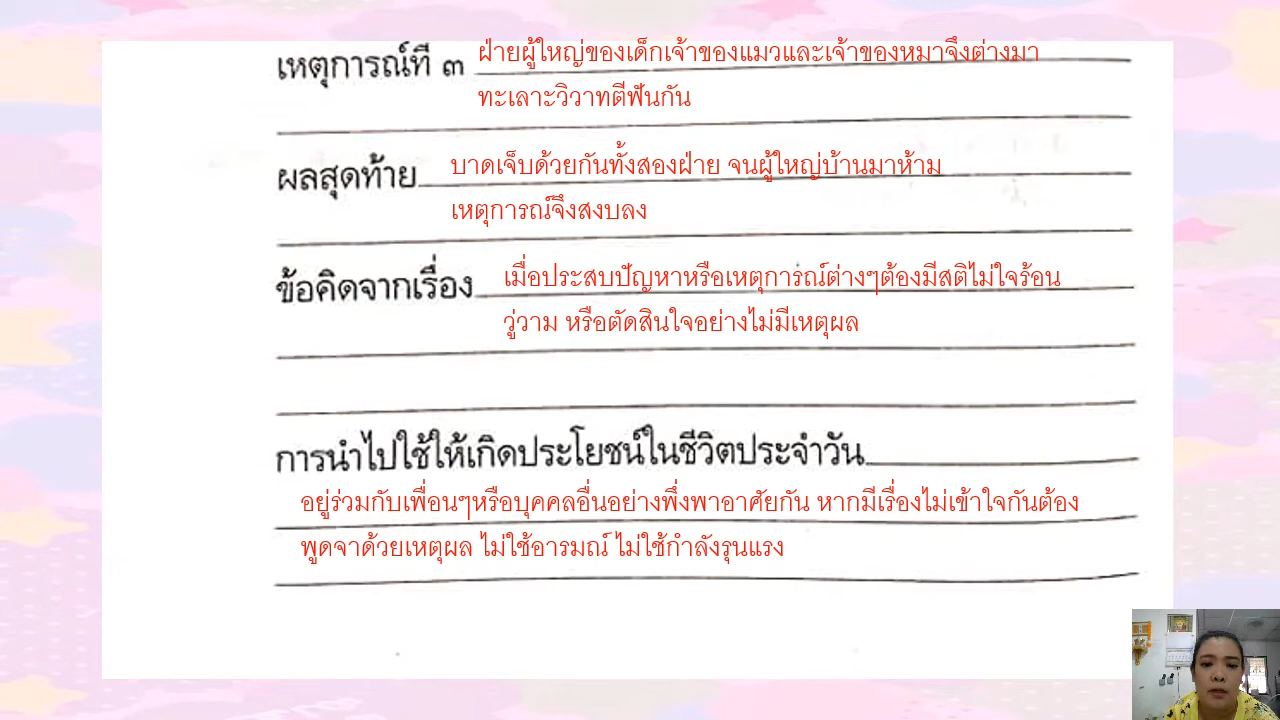 เหตุการณ์ที่ ๓ ฝ่ายผู้ใหญ่ของเด็กเจ้าของแมวและเจ้าของหมาจึงต่างมา
ทะเลาะวิวาทตีฟันกัน
ผลสุดท้าย บาดเจ็บด้วยกันทั้งสองฝ่าย จนผู้ใหญ่บ้านมาห้าม
เหตุการณ์จึงสงบลง
ข้อคิดจากเรื่อง เมื่อประสบปัญหาหรือเหตุการณ์ต่างๆต้องมีสติไม่ใจร้อน
วู่วาม หรือตัดสินใจอย่างไม่มีเหตุผล
การนำไปใช้ให้เกิดประโยชน์ในชีวิตประจำวัน
อยู่ร่วมกับเพื่อนๆหรือบุคคลอื่นอย่างพึ่งพาอาศัยกัน หากมีเรื่องไม่เข้าใจกันต้อง
พูดจาด้วยเหตุผล ไม่ใช้อารมณ์ ไม่ใช้กำลังรุนแรง